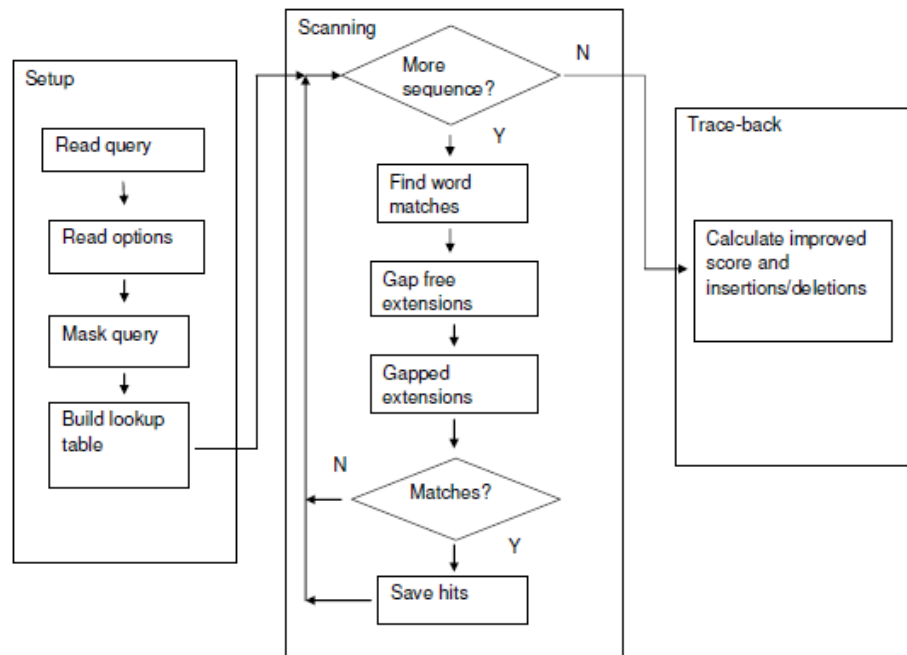 Setup
Read query
Read options
Mask query
Build lookup
table
Scanning
More
sequence?
N
Y
Find word
matches
Gap free
extensions
Gapped
extensions
N
Matches?
Y
Save hits
Trace-back
Calculate improved
score and
insertions/deletions